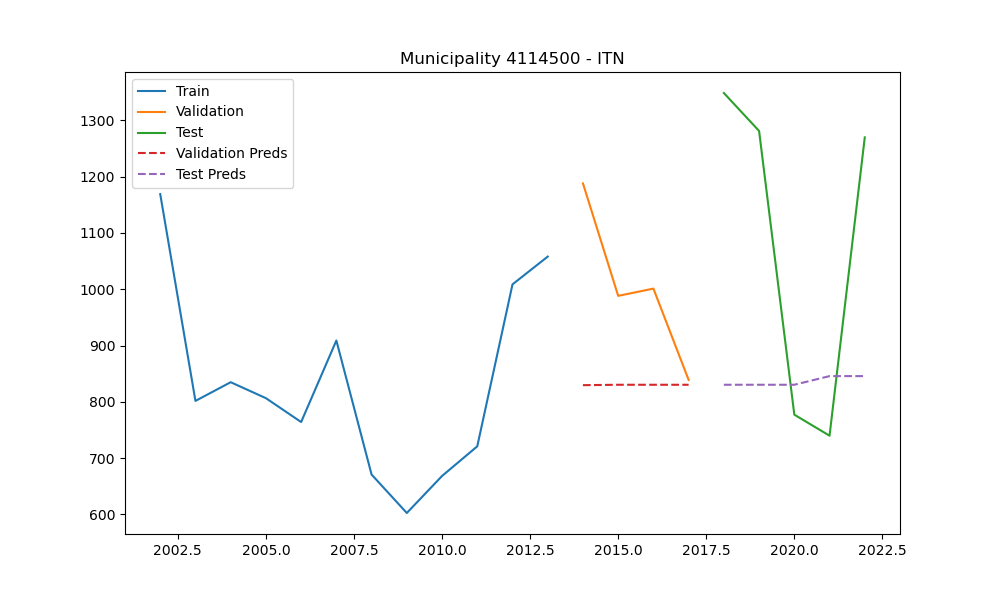 Municipality 4114500 - ITN
Train
Validation
Test
Validation Preds
Test Preds
1300
1200
1100
1000
900
800
700
600
2002.5 2005.0 2007.5 2010.0 2012.5 2015.0 2017.5 2020.0 2022.5